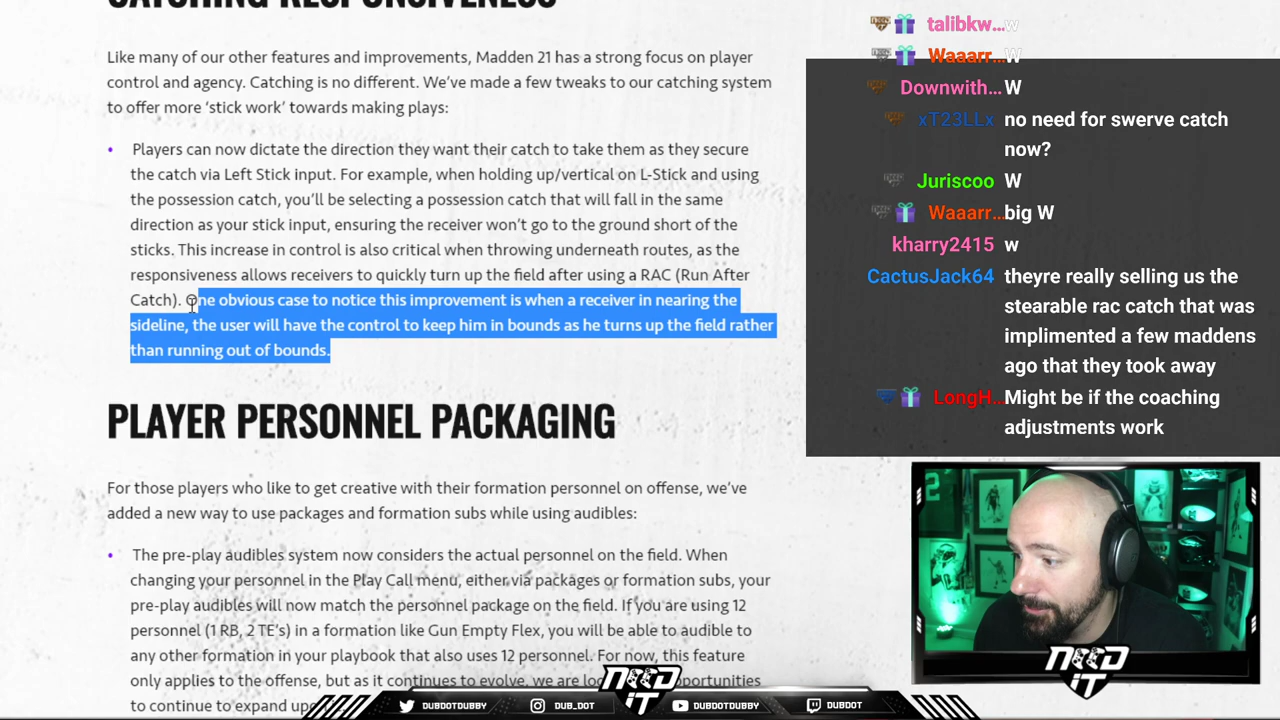 CATCHING RESPONSIVENESS
Like many of our other features and improvements, Madden 21 has a strong focus on player
control and agency. Catching is no different. We've made a few tweaks to our catching system
to offer more 'stick work' towards making plays:
• Players can now dictate the direction they want their catch to take them as they secure
the catch via Left Stick input. For example, when holding up/vertical on L-Stick and using
the possession catch, you'll be selecting a possession catch that will fall in the same
direction as your stick input, ensuring the receiver won't go to the ground short of the
sticks. This increase in control is also critical when throwing underneath routes, as the
responsiveness allows receivers to quickly turn up the field after using a RAC (Run After
Catch). One obvious case to notice this improvement is when a receiver in nearing the
sideline, the user will have the control to keep him in bounds as he turns up the field rather
than running out of bounds.
PLAYER PERSONNEL PACKAGING
For those players who like to get creative with their formation personnel on offense, we've
added a new way to use packages and formation subs while using audibles:
• The pre-play audibles system now considers the actual personnel on the field. When
changing your personnel in the Play Call menu, either via packages or formation subs, your
pre-play audibles will now match the personnel package on the field. If you are using 12
personnel (1 RB, 2 TE's) in a formation like Gun Empty Flex, you will be able to audible to
any other formation in your playbook that also uses 12 personnel. For now, this feature
only applies to the offense, but as it continues to evolve, we are
to continue to expand
talibkw... w
Waaarr... W
Downwith... W
xT23LLx no need for swerve catch
now?
Juriscoo W
Waaarr... big W
kharry2415 w
CactusJack64 theyre really selling us the
stearable rac catch that was
implimented a few maddens
ago that they took away
LongH... Might be if the coaching
adjustments work
NEED
iT
NEED
iT
DUBDOTDUBBY
DUB_DOT
DUBDOTDUBBY
DUBDOT